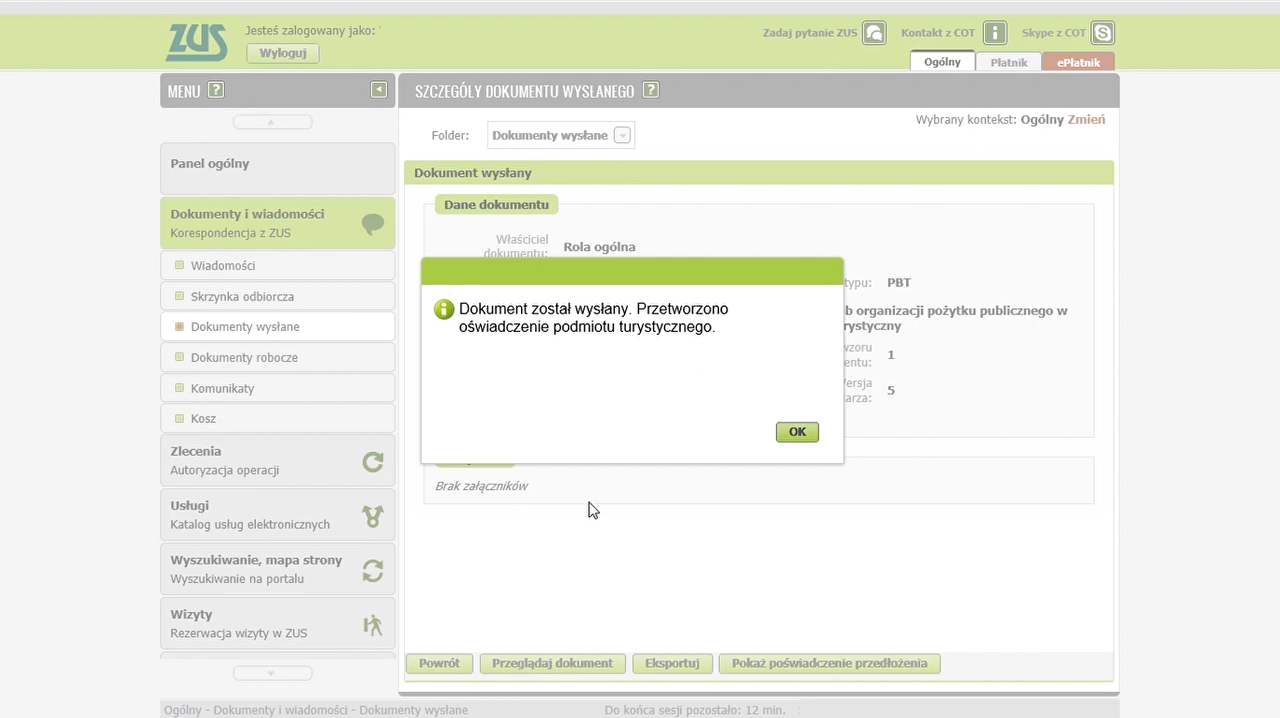 ZUS
Jesteś zalogowany jako:
Wyloguj
Zadaj pytanie ZUS
Kontakt z COT
Skype z COT
Ogólny
Płatnik
ePłatnik
MENU
SZCZEGÓŁY DOKUMENTU WYSŁANEGO
Wybrany kontekst: Ogólny Zmień
Folder:
Dokumenty wysłane
Dokument wysłany
Dane dokumentu
Właściciel
dokumentu:
Rola ogólna
typu:
PBT
b organizacji pożytku publicznego w
rystyczny
wzoru
entu:
1
ersja
arza:
5
Dokument został wysłany. Przetworzono
oświadczenie podmiotu turystycznego.
OK
Brak załączników
Panel ogólny
Dokumenty i wiadomości
Korespondencja z ZUS
Wiadomości
Skrzynka odbiorcza
Dokumenty wysłane
Dokumenty robocze
Komunikaty
Kosz
Zlecenia
Autoryzacja operacji
Usługi
Katalog usług elektronicznych
Wyszukiwanie, mapa strony
Wyszukiwanie na portalu
Wizyty
Rezerwacja wizyty w ZUS
Powrót
Przeglądaj dokument
Eksportuj
Pokaż poświadczenie przedłożenia
Ogólny - Dokumenty i wiadomości - Dokumenty wysłane
Do końca sesji pozostało: 12 min.